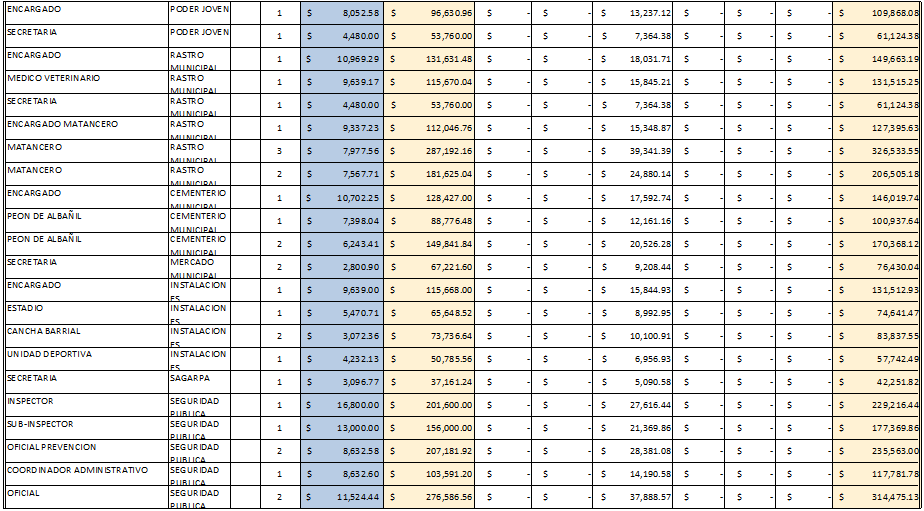 ENCARGADO PODER JOVEN 1 $ 8,052.58 $ 96,630.96 $ - $ - $ 13,237.12 $ - $ - $ - $ 109,868.08
SECRETARIA PODER JOVEN 1 $ 4,480.00 $ 53,760.00 $ - $ - $ 7,364.38 $ - $ - $ - $ 61,124.38
ENCARGADO RASTRO MUNICIPAL 1 $ 10,969.29 $ 131,631.48 $ - $ - $ 18,031.71 $ - $ - $ - $ 149,663.19
MEDICO VETERINARIO RASTRO MUNICIPAL 1 $ 9,639.17 $ 115,670.04 $ - $ - $ 15,845.21 $ - $ - $ - $ 131,515.25
SECRETARIA RASTRO MUNICIPAL 1 $ 4,480.00 $ 53,760.00 $ - $ - $ 7,364.38 $ - $ - $ - $ 61,124.38
ENCARGADO MATANCERO RASTRO MUNICIPAL 1 $ 9,337.23 $ 112,046.76 $ - $ - $ 15,348.87 $ - $ - $ - $ 127,395.63
MATANCERO RASTRO MUNICIPAL 3 $ 7,977.56 $ 287,192.16 $ - $ - $ 39,341.39 $ - $ - $ - $ 326,533.55
MATANCERO RASTRO MUNICIPAL 2 $ 7,567.71 $ 181,625.04 $ - $ - $ 24,880.14 $ - $ - $ - $ 206,505.18
ENCARGADO CEMENTERIO MUNICIPAL 1 $ 10,702.25 $ 128,427.00 $ - $ - $ 17,592.74 $ - $ - $ - $ 146,019.74
PEON DE ALBAÑIL CEMENTERIO MUNICIPAL 1 $ 7,398.04 $ 88,776.48 $ - $ - $ 12,161.16 $ - $ - $ - $ 100,937.64
PEON DE ALBAÑIL CEMENTERIO MUNICIPAL 2 $ 6,243.41 $ 149,841.84 $ - $ - $ 20,526.28 $ - $ - $ - $ 170,368.12
SECRETARIA MERCADO MUNICIPAL 2 $ 2,800.90 $ 67,221.60 $ - $ - $ 9,208.44 $ - $ - $ - $ 76,430.04
ENCARGADO INSTALACIONES 1 $ 9,639.00 $ 115,668.00 $ - $ - $ 15,844.93 $ - $ - $ - $ 131,512.93
ESTADIO INSTALACIONES 1 $ 5,470.71 $ 65,648.52 $ - $ - $ 8,992.95 $ - $ - $ - $ 74,641.47
CANCHA BARRIAL INSTALACIONES 2 $ 3,072.36 $ 73,736.64 $ - $ - $ 10,100.91 $ - $ - $ - $ 83,837.55
UNIDAD DEPORTIVA INSTALACIONES 1 $ 4,232.13 $ 50,785.56 $ - $ - $ 6,956.93 $ - $ - $ - $ 57,742.49
SECRETARIA SAGARPA 1 $ 3,096.77 $ 37,161.24 $ - $ - $ 5,090.58 $ - $ - $ - $ 42,251.82
INSPECTOR SEGURIDAD PUBLICA 1 $ 16,800.00 $ 201,600.00 $ - $ - $ 27,616.44 $ - $ - $ - $ 229,216.44
SUB-INSPECTOR SEGURIDAD PUBLICA 1 $ 13,000.00 $ 156,000.00 $ - $ - $ 21,369.86 $ - $ - $ - $ 177,369.86
OFICIAL PREVENCION SEGURIDAD PUBLICA 2 $ 8,632.58 $ 207,181.92 $ - $ - $ 28,381.08 $ - $ - $ - $ 235,563.00
COORDINADOR ADMINISTRATIVO SEGURIDAD PUBLICA 1 $ 8,632.60 $ 103,591.20 $ - $ - $ 14,190.58 $ - $ - $ - $ 117,781.78
OFICIAL SEGURIDAD PUBLICA 2 $ 11,524.44 $ 276,586.56 $ - $ - $ 37,888.57 $ - $ - $ - $ 314,475.13